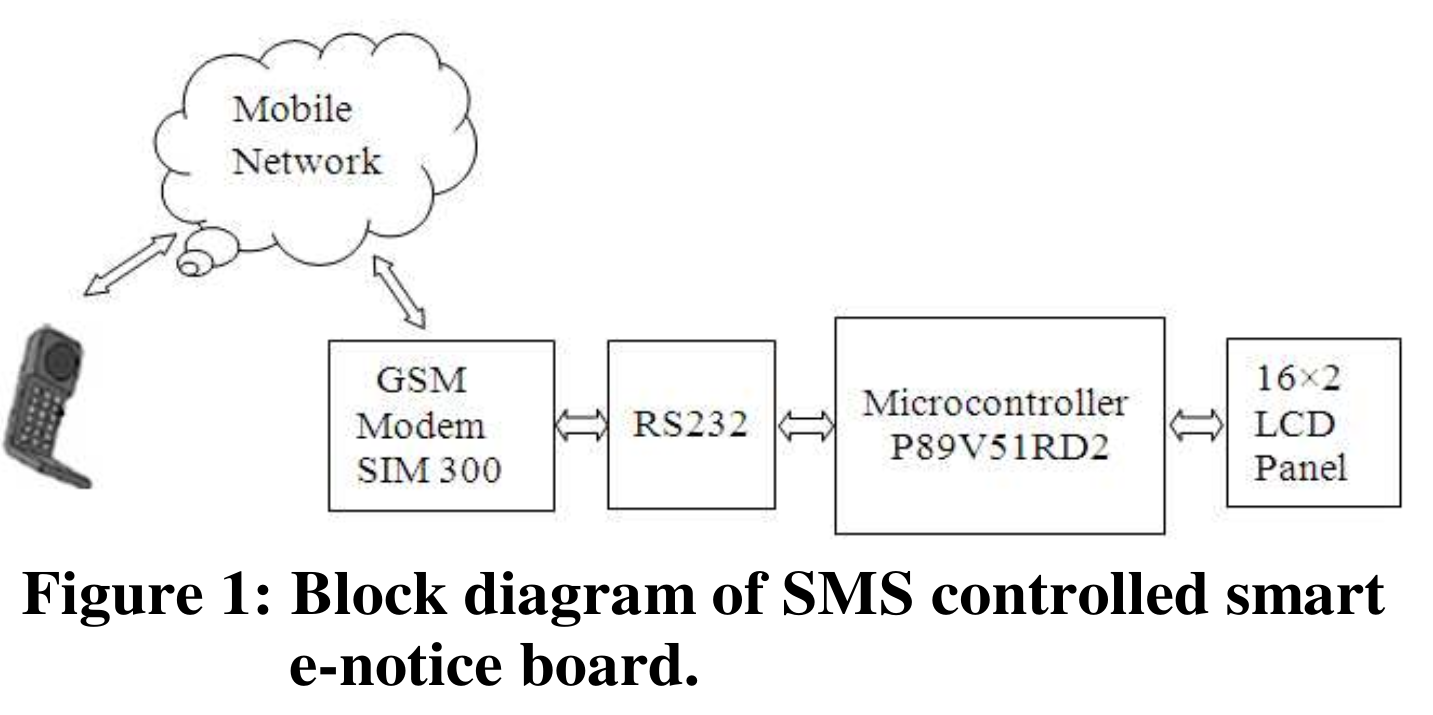 Mobile
Network
GSM
Modem
SIM 300
RS232
Microcontroller
P89V51RD2
16×2
LCD
Panel
Figure 1: Block diagram of SMS controlled smart
e-notice board.